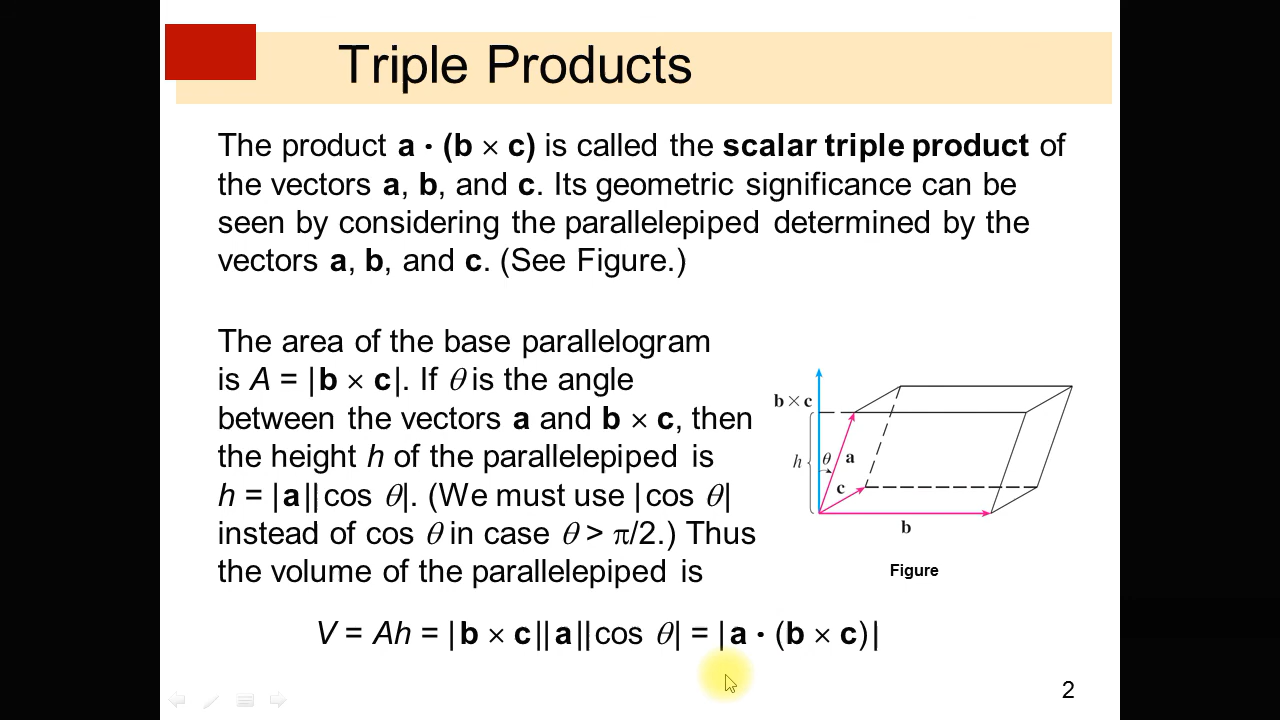 Triple Products
The product a · (b × c) is called the scalar triple product of
the vectors a, b, and c. Its geometric significance can be
seen by considering the parallelepiped determined by the
vectors a, b, and c. (See Figure.)
The area of the base parallelogram
is A = |b × c|. If θ is the angle
between the vectors a and b × c, then
the height h of the parallelepiped is
h = |a||cos θ|. (We must use |cos θ|
instead of cos θ in case θ > π/2.) Thus
the volume of the parallelepiped is
b × c
h
θ
a
c
b
Figure
V = Ah = |b × c||a||cos θ| = |a · (b × c)|
2